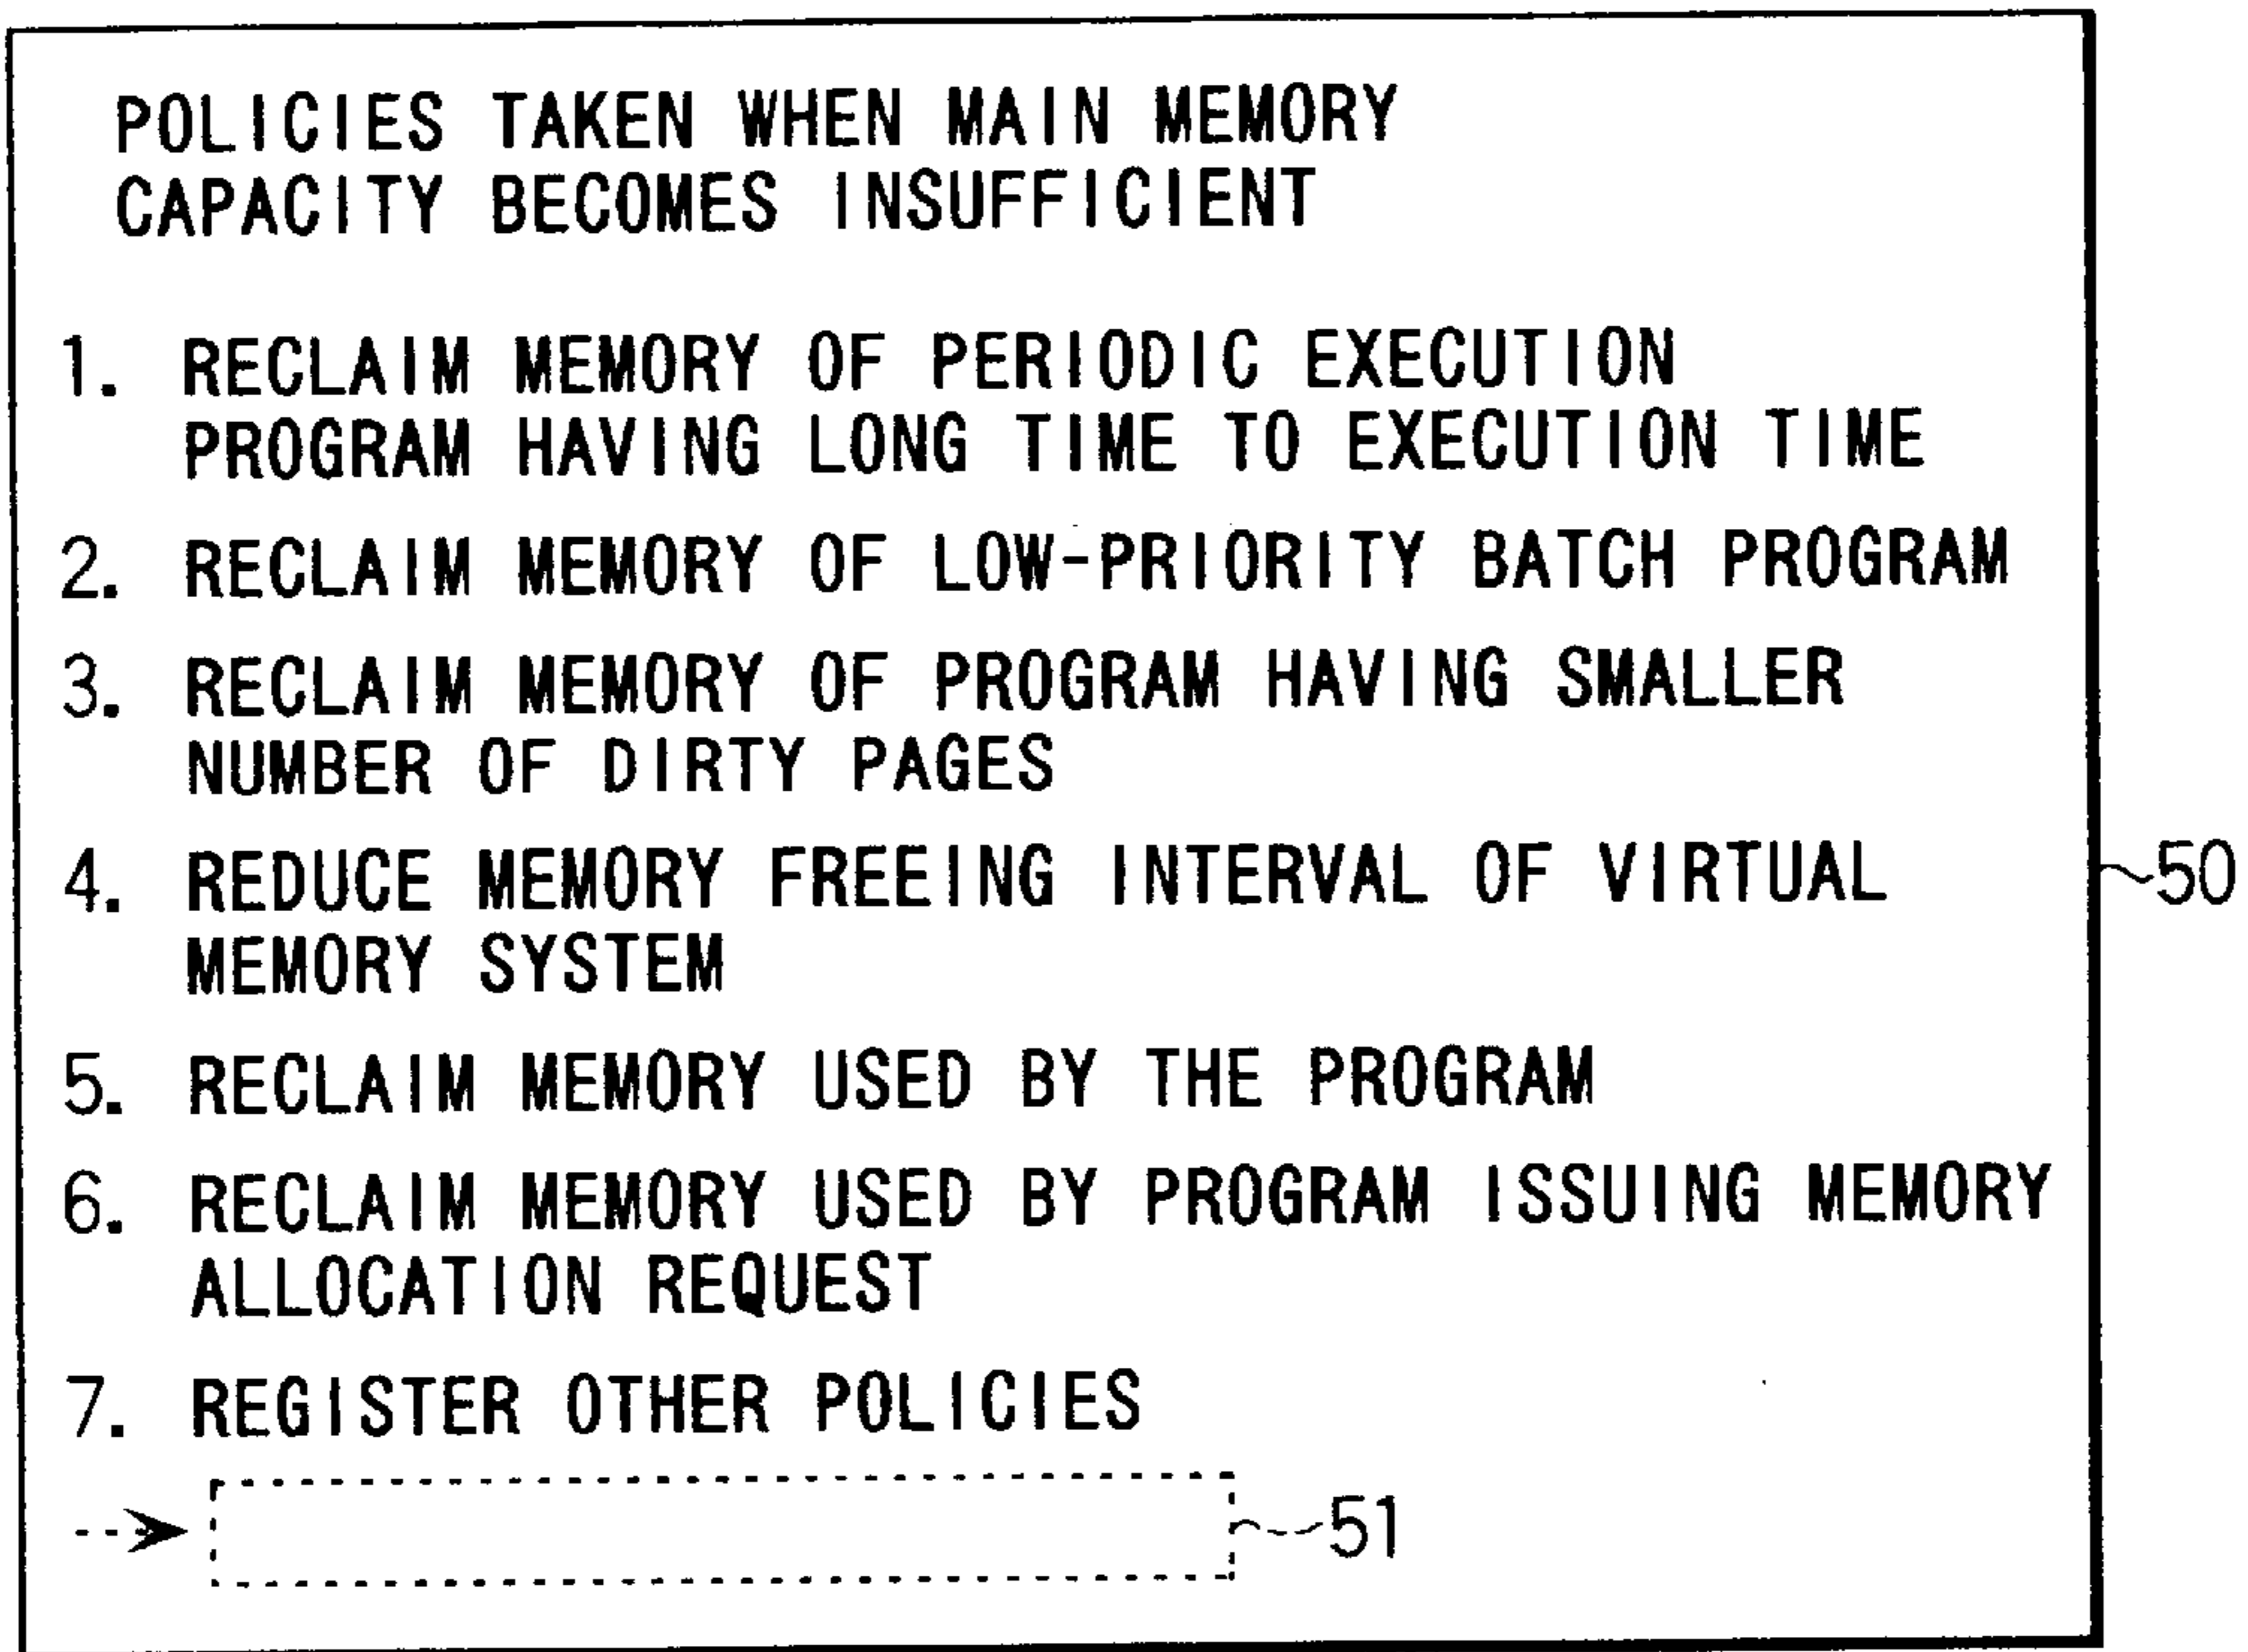 POLICIES TAKEN WHEN MAIN MEMORY
CAPACITY BECOMES INSUFFICIENT
1. RECLAIM MEMORY OF PERIODIC EXECUTION
PROGRAM HAVING LONG TIME TO EXECUTION TIME
2. RECLAIM MEMORY OF LOW-PRIORITY BATCH PROGRAM
3. RECLAIM MEMORY OF PROGRAM HAVING SMALLER
NUMBER OF DIRTY PAGES
4. REDUCE MEMORY FREEING INTERVAL OF VIRTUAL
MEMORY SYSTEM
50
5. RECLAIM MEMORY USED BY THE PROGRAM
6. RECLAIM MEMORY USED BY PROGRAM ISSUING MEMORY
ALLOCATION REQUEST
7. REGISTER OTHER POLICIES
51